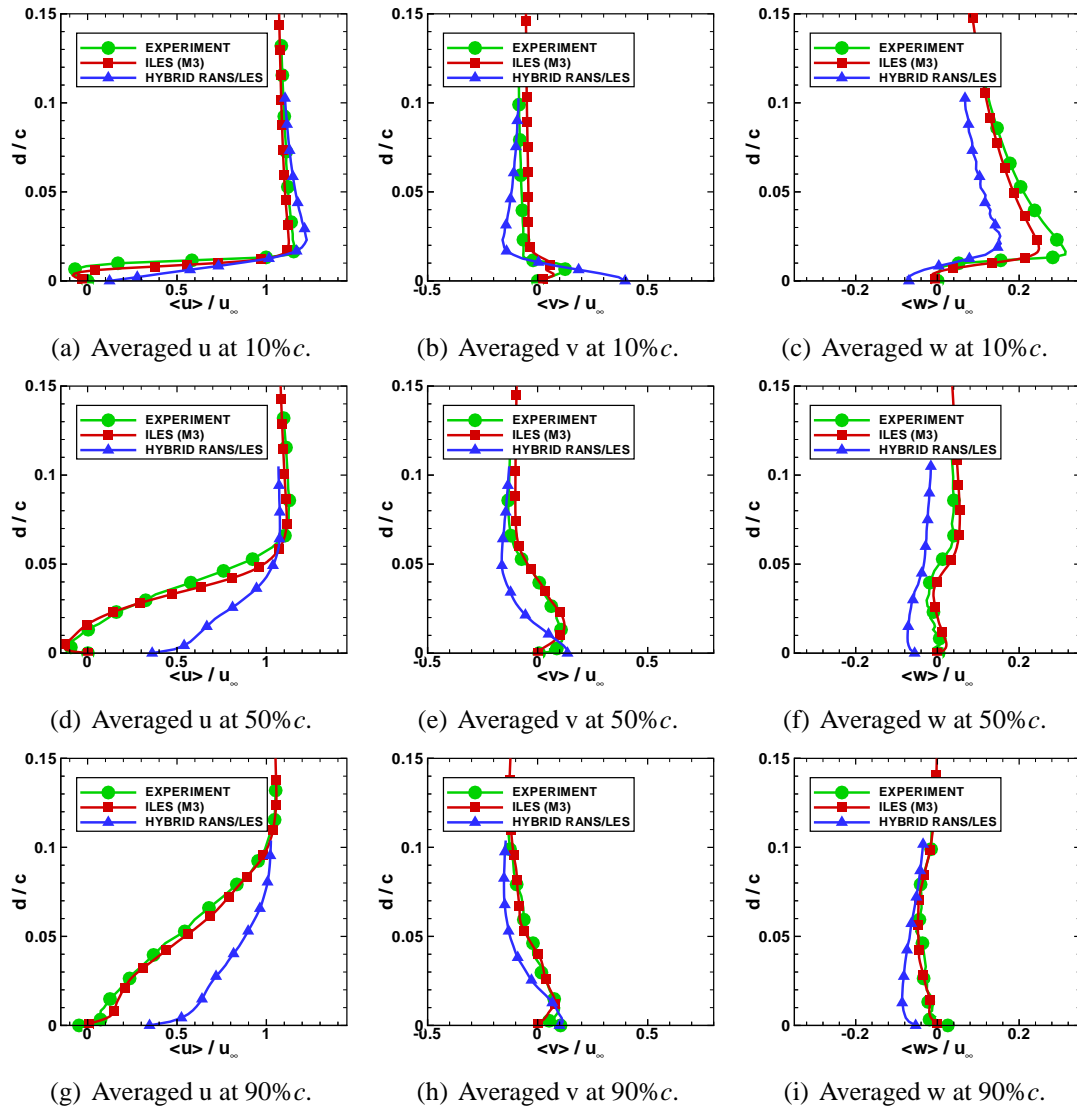 0.15
EXPERIMENT
ILES (M3)
HYBRID RANS/LES
0.1
d / c
0.05
0
0 0.5 1
<u> / u∞
(a) Averaged u at 10%c.
0.15
EXPERIMENT
ILES (M3)
HYBRID RANS/LES
0.1
d / c
0.05
0
-0.5 0 0.5
<v> / u∞
(b) Averaged v at 10%c.
0.15
EXPERIMENT
ILES (M3)
HYBRID RANS/LES
0.1
d / c
0.05
0
-0.2 0 0.2
<w> / u∞
(c) Averaged w at 10%c.
0.15
EXPERIMENT
ILES (M3)
HYBRID RANS/LES
0.1
d / c
0.05
0
0 0.5 1
<u> / u∞
(d) Averaged u at 50%c.
0.15
EXPERIMENT
ILES (M3)
HYBRID RANS/LES
0.1
d / c
0.05
0
-0.5 0 0.5
<v> / u∞
(e) Averaged v at 50%c.
0.15
EXPERIMENT
ILES (M3)
HYBRID RANS/LES
0.1
d / c
0.05
0
-0.2 0 0.2
<w> / u∞
(f) Averaged w at 50%c.
0.15
EXPERIMENT
ILES (M3)
HYBRID RANS/LES
0.1
d / c
0.05
0
0 0.5 1
<u> / u∞
(g) Averaged u at 90%c.
0.15
EXPERIMENT
ILES (M3)
HYBRID RANS/LES
0.1
d / c
0.05
0
-0.5 0 0.5
<v> / u∞
(h) Averaged v at 90%c.
0.15
EXPERIMENT
ILES (M3)
HYBRID RANS/LES
0.1
d / c
0.05
0
-0.2 0 0.2
<w> / u∞
(i) Averaged w at 90%c.